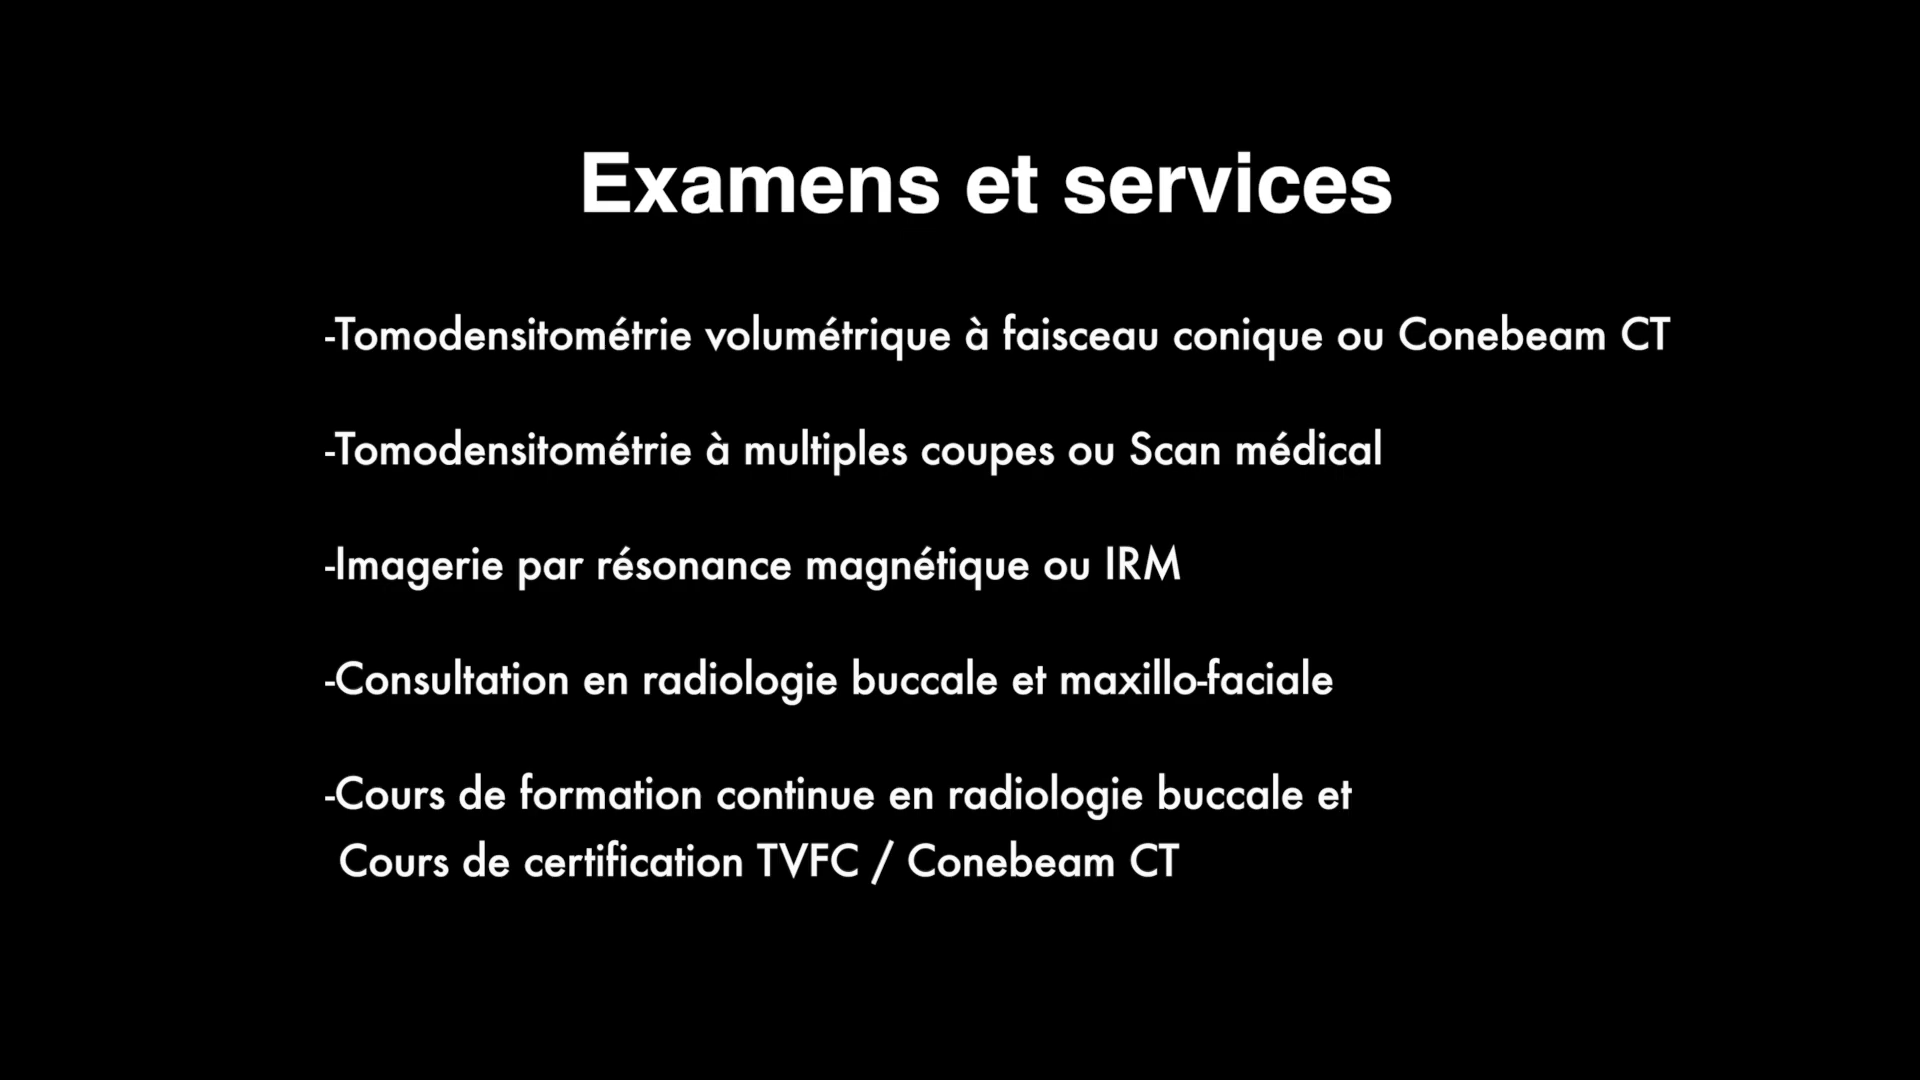 Examens et services
-Tomodensitométrie volumétrique à faisceau conique ou Conebeam CT
-Tomodensitométrie à multiples coupes ou Scan médical
-Imagerie par résonance magnétique ou IRM
-Consultation en radiologie buccale et maxillo-faciale
-Cours de formation continue en radiologie buccale et
Cours de certification TVFC / Conebeam CT